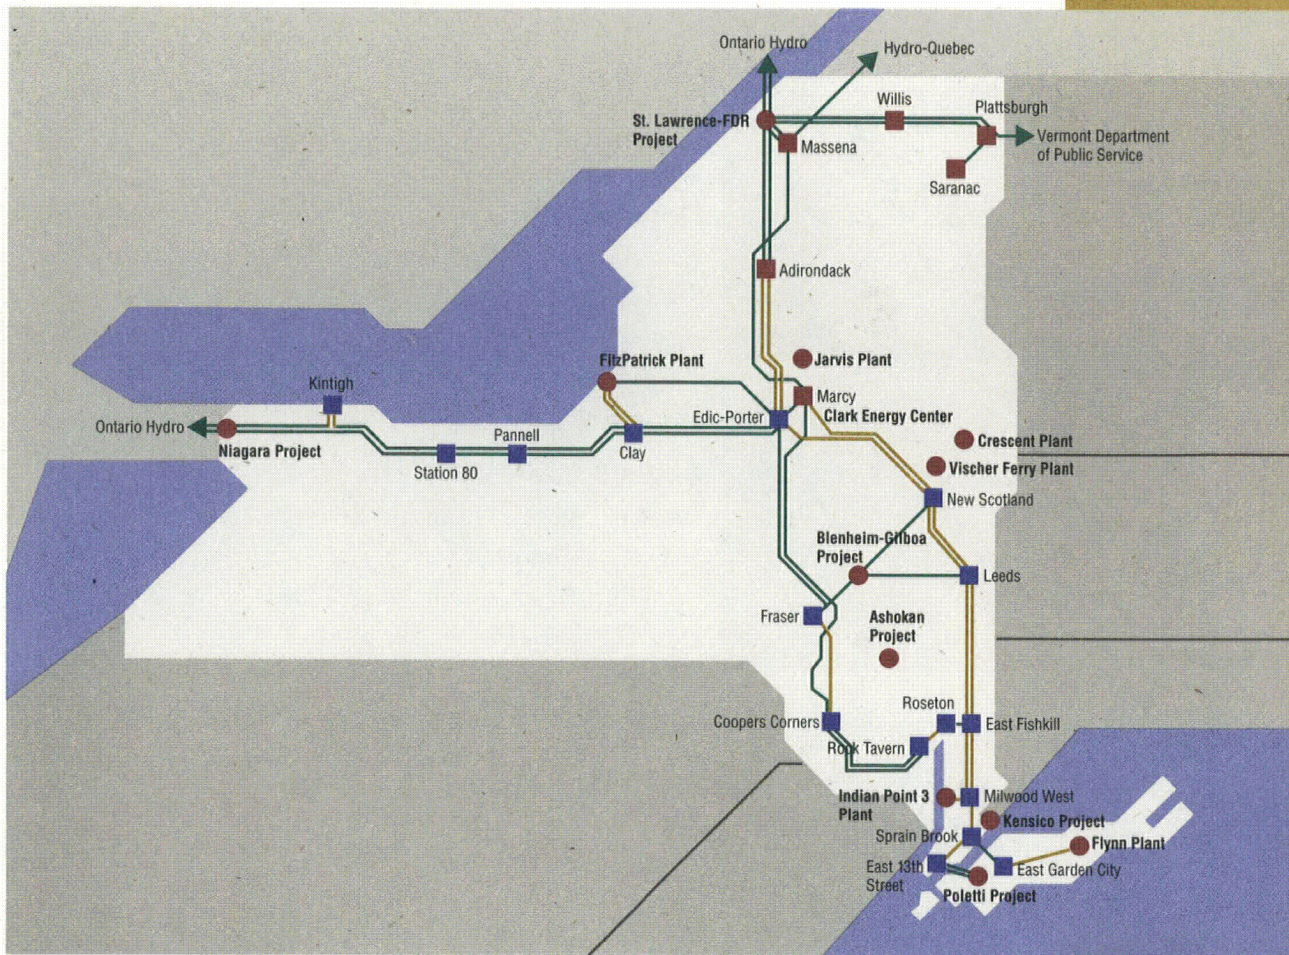 Ontario Hydro
Hydro-Quebec
Willis
Plattsburgh
St. Lawrence-FDR
Project
Massena
Vermont Department
of Public Service
Saranac
Adirondack
FitzPatrick Plant
Jarvis Plant
Kintigh
Marcy
Edic-Porter
Clark Energy Center
Ontario Hydro
Niagara Project
Pannell
Clay
Station 80
Crescent Plant
Vischer Ferry Plant
New Scotland
Blenheim-Gilboa
Project
Leeds
Fraser
Ashokan
Project
Roseton
Coopers Corners
East Fishkill
Rock Tavern
Indian Point 3
Plant
Milwood West
Kensico Project
Sprain Brook
Flynn Plant
East 13th
Street
East Garden City
Poletti Project